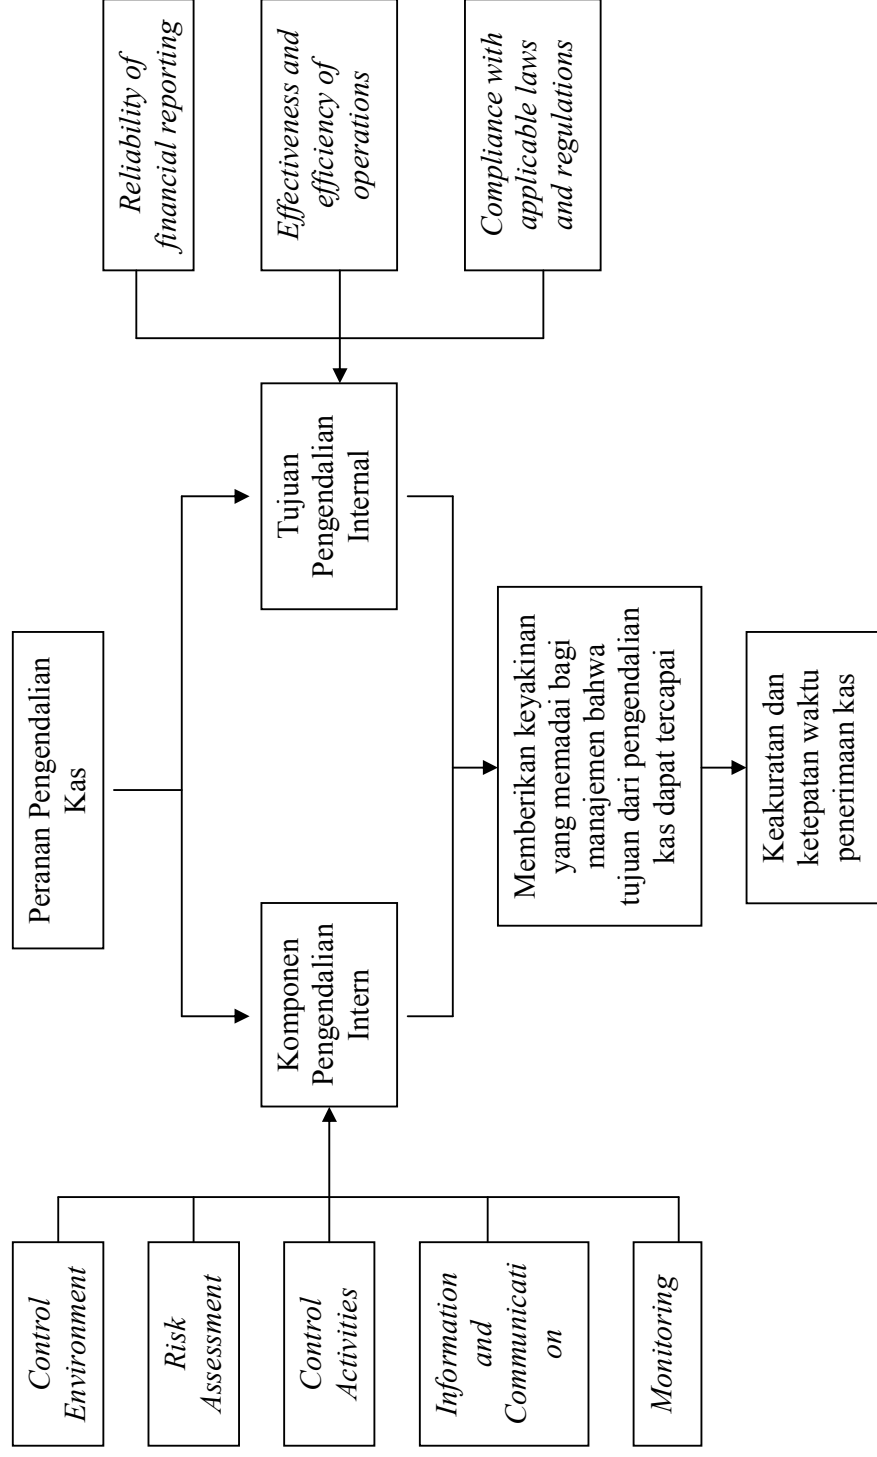 Peranan Pengendalian
Kas
Control
Environment
Risk
Assessment
Control
Activities
Information
and
Communicati
on
Monitoring
Komponen
Pengendalian
Intern
Tujuan
Pengendalian
Internal
Reliability of
financial reporting
Effectiveness and
efficiency of
operations
Compliance with
applicable laws
and regulations
Memberikan keyakinan
yang memadai bagi
manajemen bahwa
tujuan dari pengendalian
kas dapat tercapai
Keakuratan dan
ketepatan waktu
penerimaan kas